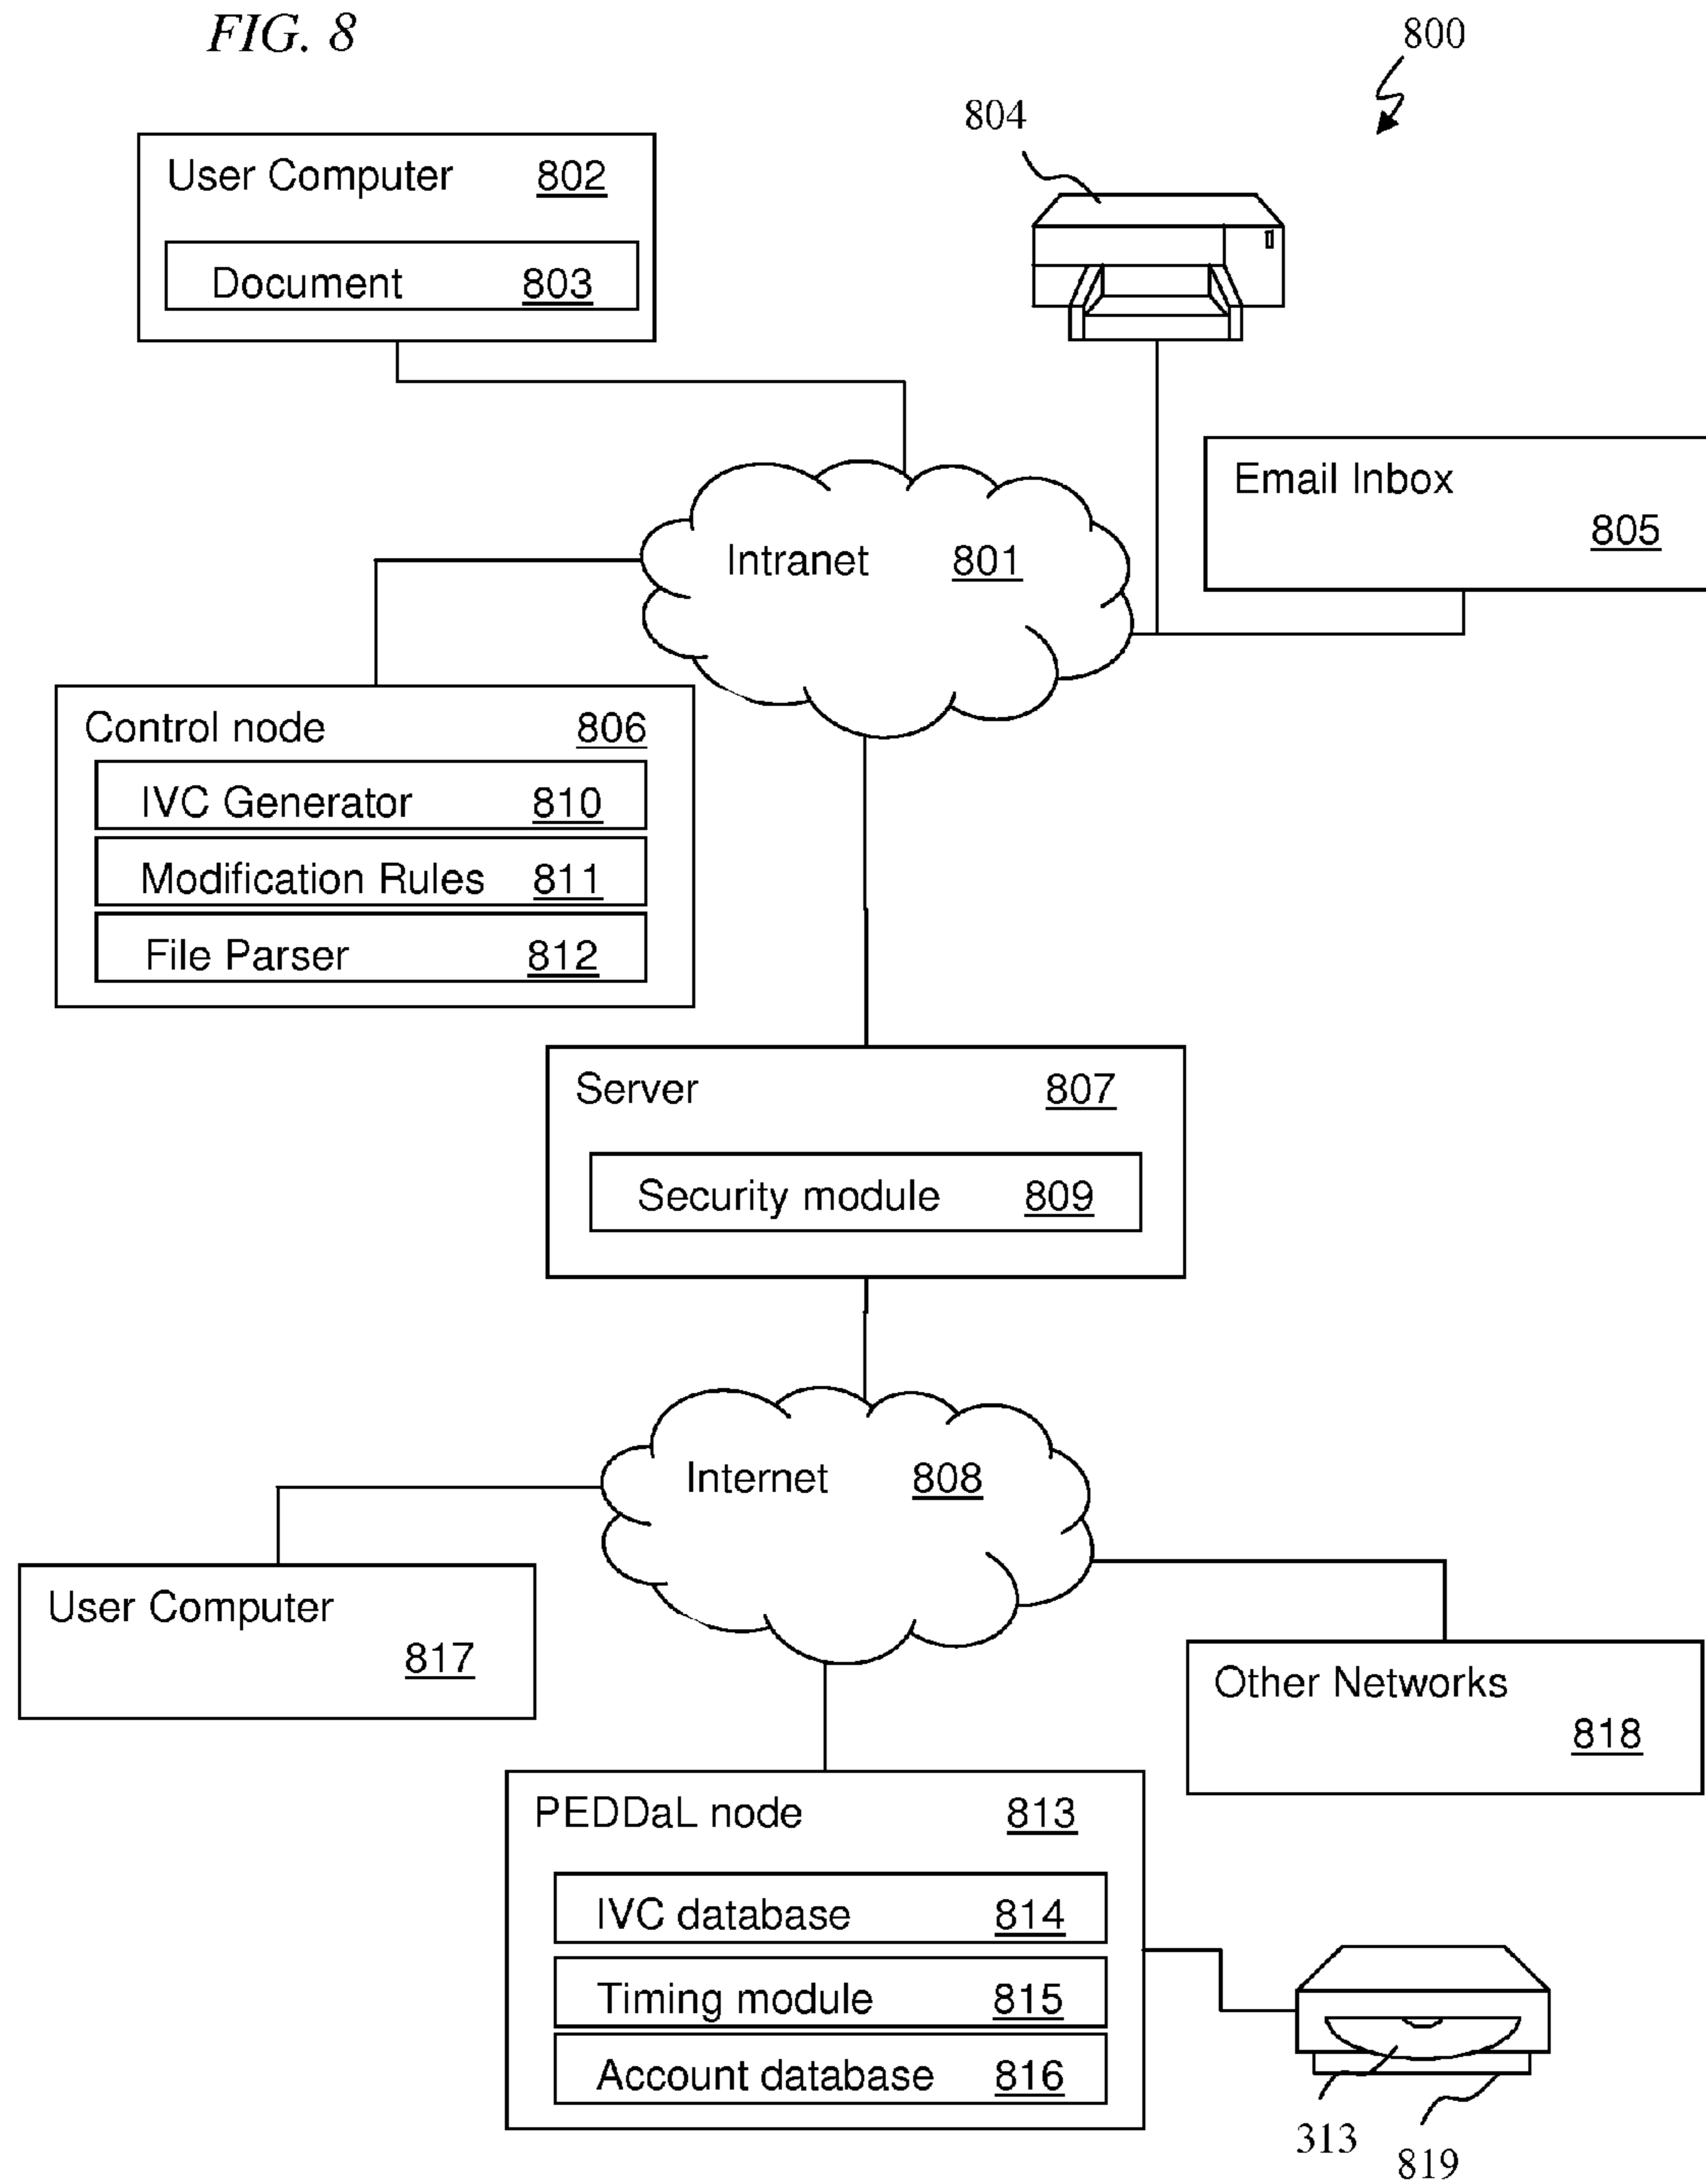 FIG. 8
800
804
User Computer 802
Document 803
Email Inbox
805
Intranet 801
Control node 806
IVC Generator 810
Modification Rules 811
File Parser 812
Server 807
Security module 809
Internet 808
User Computer
817
Other Networks
818
PEDDaL node 813
IVC database 814
Timing module 815
Account database 816
313
819